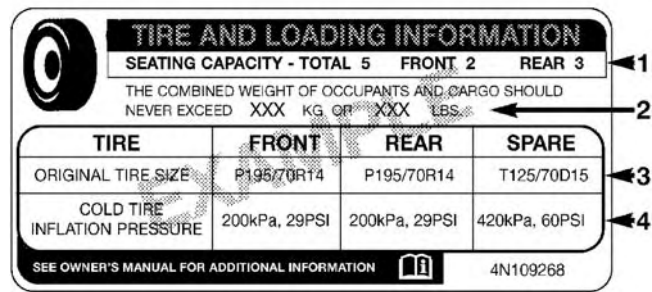 TIRE AND LOADING INFORMATION
SEATING CAPACITY - TOTAL 5 FRONT 2 REAR 3
1
THE COMBINED WEIGHT OF OCCUPANTS AND CARGO SHOULD
NEVER EXCEED XXX KG OR XXX LBS.
2
TIRE FRONT REAR SPARE
ORIGINAL TIRE SIZE P195/70R14 P195/70R14 T125/70D15
3
COLD TIRE
INFLATION PRESSURE 200kPa, 29PSI 200kPa, 29PSI 420kPa, 60PSI
4
SEE OWNER'S MANUAL FOR ADDITIONAL INFORMATION i 4N109268
EXAMPLE